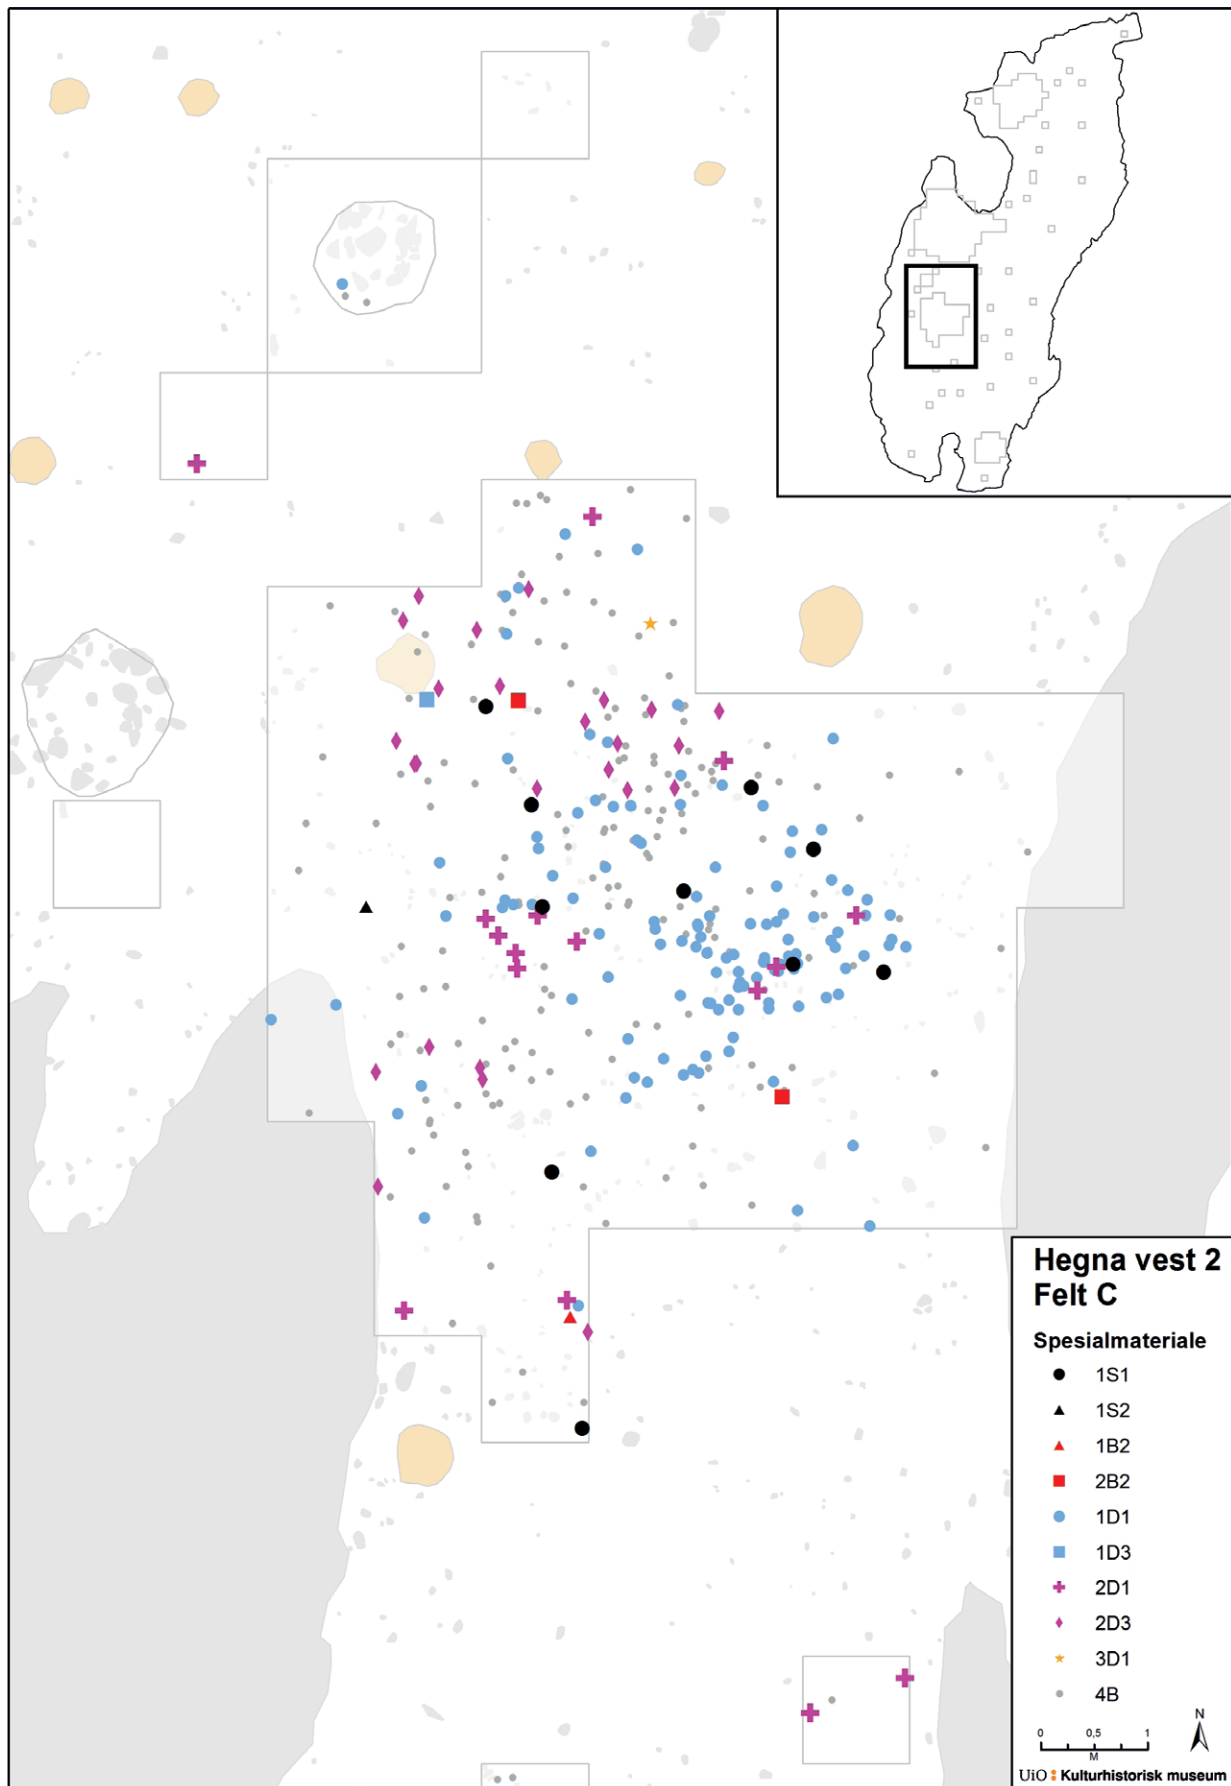 Hegna vest 2
Felt C
Spesialmateriale
1S1
1S2
1B2
2B2
1D1
1D3
2D1
2D3
3D1
4B
0 0,5 1
M
N
UiO Kulturhistorisk museum